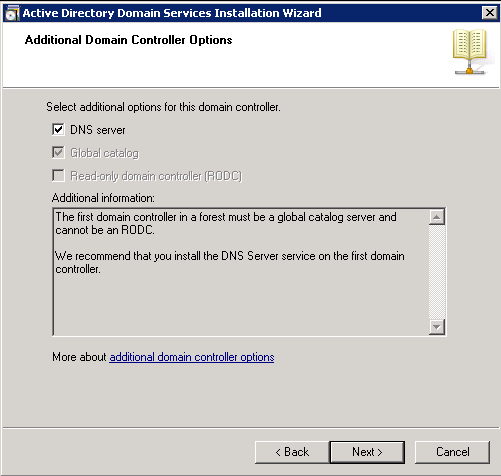 Active Directory Domain Services Installation Wizard
Additional Domain Controller Options
Select additional options for this domain controller.
DNS server
Global catalog
Read-only domain controller (RODC)
Additional information:
The first domain controller in a forest must be a global catalog server and
cannot be an RODC.
We recommend that you install the DNS Server service on the first domain
controller.
More about additional domain controller options
< Back
Next >
Cancel